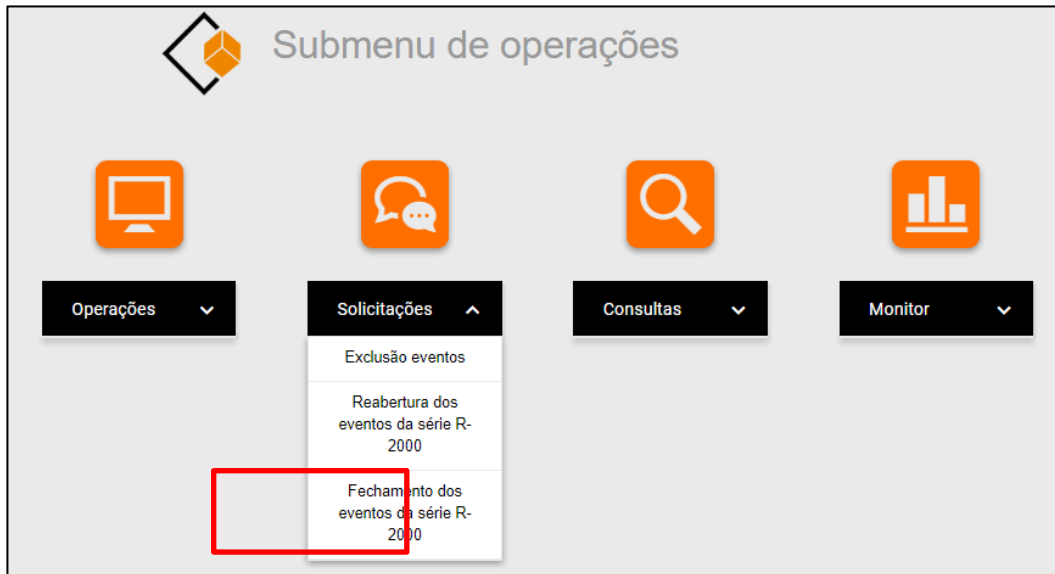 Submenu de operações
Operações
Solicitações
Consultas
Monitor
Exclusão eventos
Reabertura dos
eventos da série R-
2000
Fechamento dos
eventos da série R-
2000